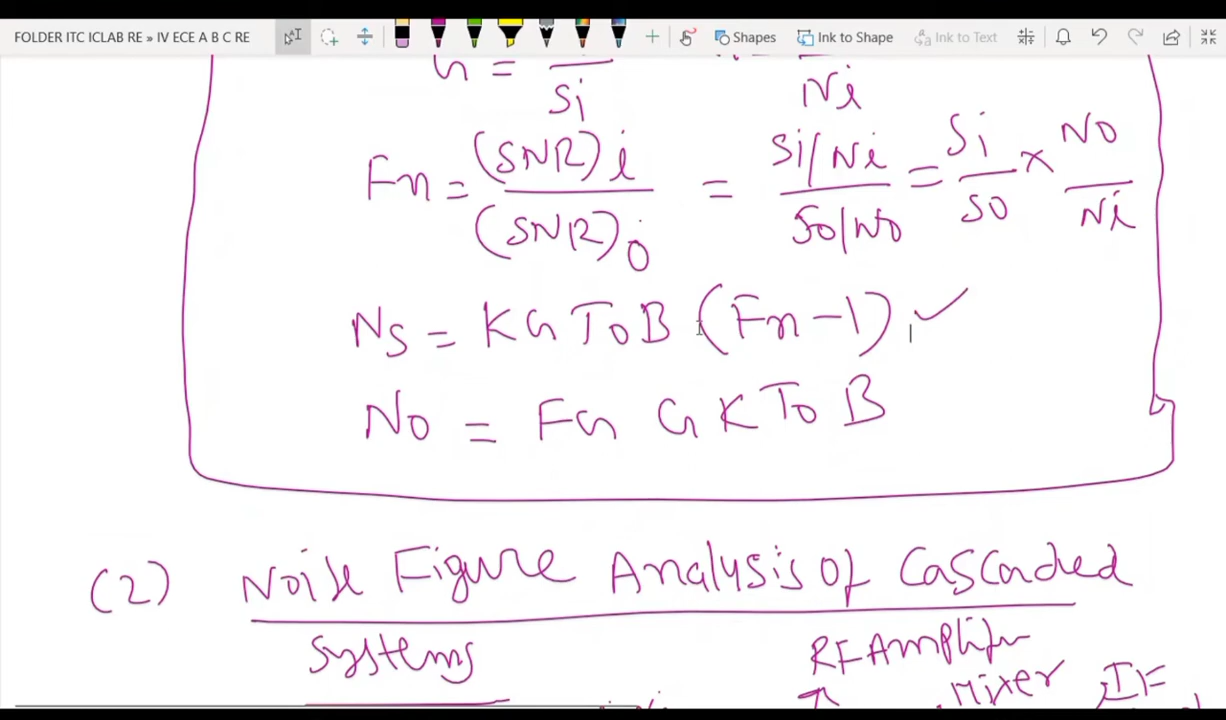 FOLDER ITC ICLAB RE » IV ECE A B C RE Shapes Ink to Shape Ink to Text
G = / Si
/ Ni
Fn = (SNR)i / (SNR)o = Si/Ni / So/No = Si / So × No / Ni
Ns = KGToB (Fn-1) ✓
No = Fn G K To B
(2) Noise Figure Analysis of Cascaded
Systems
RF Amplifier
Mixer
IF